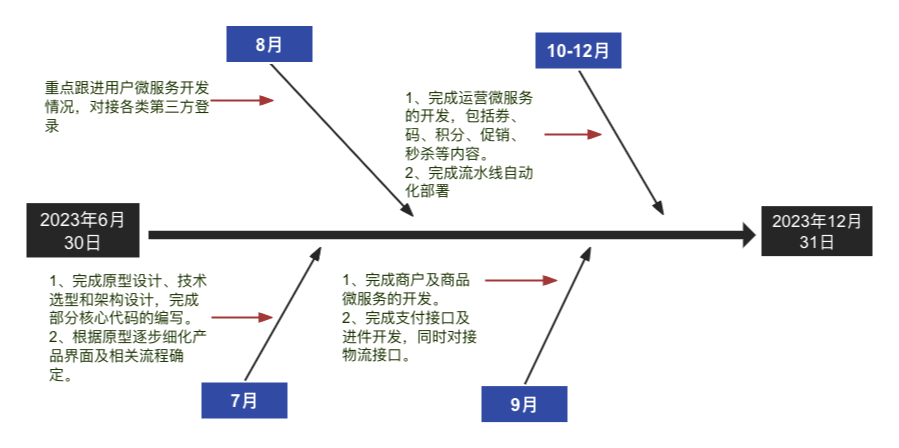 8月
重点跟进用户微服务开发
情况，对接各类第三方登
录
10-12月
1、完成运营微服务
的开发，包括券、
码、积分、促销、
秒杀等内容。
2、完成流水线自动
化部署
2023年6月
30日
2023年12月
31日
1、完成原型设计、技术
选型和架构设计，完成
部分核心代码的编写。
2、根据原型逐步细化产
品界面及相关流程确
定。
7月
1、完成商户及商品
微服务的开发。
2、完成支付接口及
进件开发，同时对接
物流接口。
9月